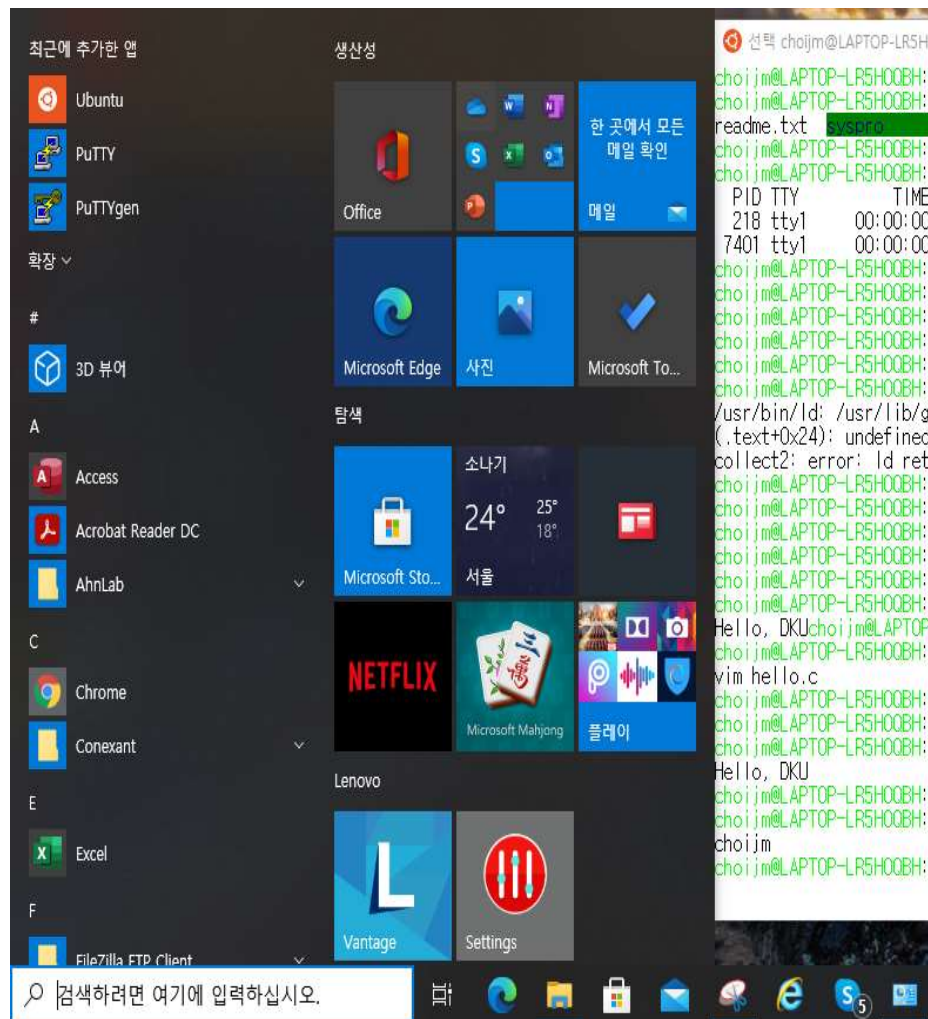 최근에 추가한 앱
Ubuntu
PuTTY
PuTTYgen
확장
#
3D 뷰어
A
Access
Acrobat Reader DC
AhnLab
C
Chrome
Conexant
E
Excel
F
FileZilla FTP Client
생산성
Office
한 곳에서 모든
메일 확인
메일
Microsoft Edge
사진
Microsoft To...
탐색
Microsoft Sto...
소나기
24° 25°
18°
서울
NETFLIX
Microsoft Mahjong
플레이
Lenovo
Vantage
Settings
선택 choijm@LAPTOP-LR5H
choijm@LAPTOP-LR5HOQBH:
choijm@LAPTOP-LR5HOQBH:
readme.txt syspro
choijm@LAPTOP-LR5HOQBH:
choijm@LAPTOP-LR5HOQBH:
PID TTY TIME
218 tty1 00:00:00
7401 tty1 00:00:00
choijm@LAPTOP-LR5HOQBH:
choijm@LAPTOP-LR5HOQBH:
choijm@LAPTOP-LR5HOQBH:
choijm@LAPTOP-LR5HOQBH:
choijm@LAPTOP-LR5HOQBH:
choijm@LAPTOP-LR5HOQBH:
/usr/bin/ld: /usr/lib/g
(.text+0x24): undefined
collect2: error: ld ret
choijm@LAPTOP-LR5HOQBH:
choijm@LAPTOP-LR5HOQBH:
choijm@LAPTOP-LR5HOQBH:
choijm@LAPTOP-LR5HOQBH:
choijm@LAPTOP-LR5HOQBH:
choijm@LAPTOP-LR5HOQBH:
Hello, DKUchoijm@LAPTOP
choijm@LAPTOP-LR5HOQBH:
vim hello.c
choijm@LAPTOP-LR5HOQBH:
choijm@LAPTOP-LR5HOQBH:
choijm@LAPTOP-LR5HOQBH:
Hello, DKU
choijm@LAPTOP-LR5HOQBH:
choijm@LAPTOP-LR5HOQBH:
choijm
choijm@LAPTOP-LR5HOQBH:
검색하려면 여기에 입력하십시오.
5